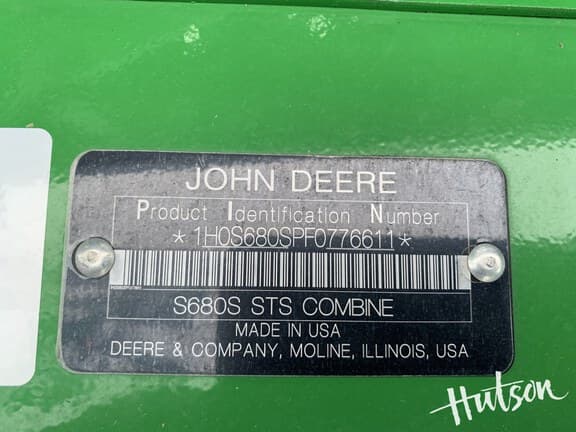 JOHN DEERE
Product Identification Number
*1H0S680SPF0776611*
S680S STS COMBINE
MADE IN USA
DEERE & COMPANY, MOLINE, ILLINOIS, USA
Hutson